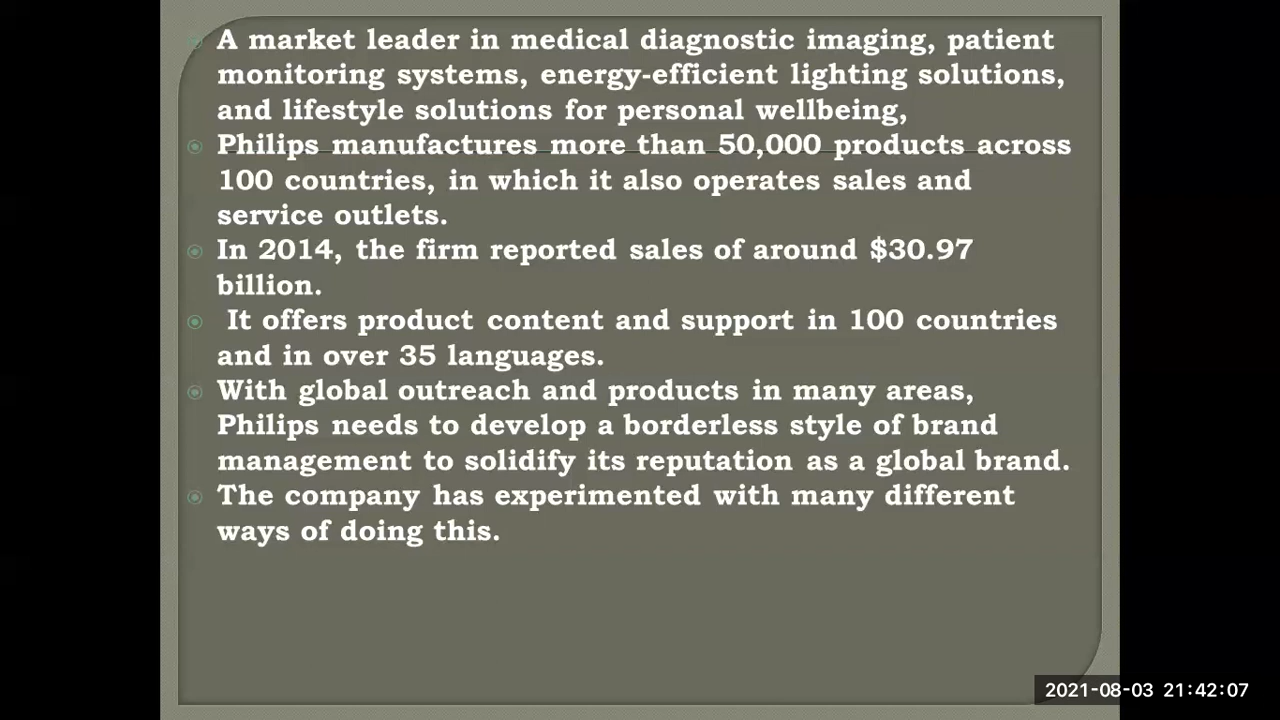 A market leader in medical diagnostic imaging, patient
monitoring systems, energy-efficient lighting solutions,
and lifestyle solutions for personal wellbeing,
Philips manufactures more than 50,000 products across
100 countries, in which it also operates sales and
service outlets.
In 2014, the firm reported sales of around $30.97
billion.
It offers product content and support in 100 countries
and in over 35 languages.
With global outreach and products in many areas,
Philips needs to develop a borderless style of brand
management to solidify its reputation as a global brand.
The company has experimented with many different
ways of doing this.
2021-08-03 21:42:07